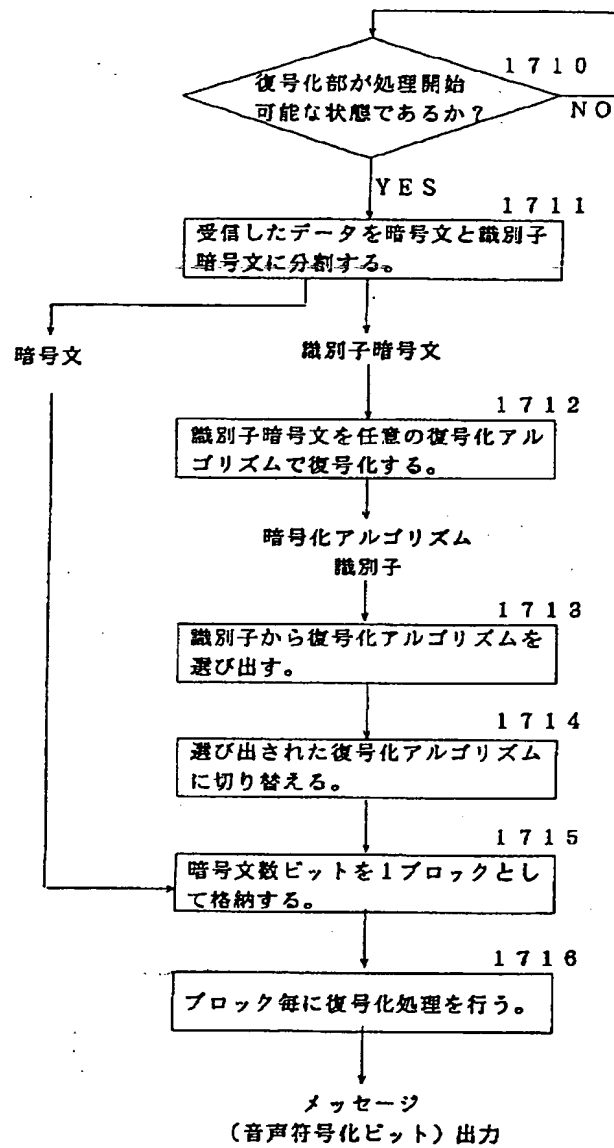 1710
復号化部が処理開始
可能な状態であるか?
NO
YES
1711
受信したデータを暗号文と識別子
暗号文に分割する。
暗号文
識別子暗号文
1712
識別子暗号文を任意の復号化アル
ゴリズムで復号化する。
暗号化アルゴリズム
識別子
1713
識別子から復号化アルゴリズムを
選び出す。
1714
選び出された復号化アルゴリズム
に切り替える。
1715
暗号文数ビットを1ブロックとし
て格納する。
1716
ブロック毎に復号化処理を行う。
メッセージ
(音声符号化ビット)出力